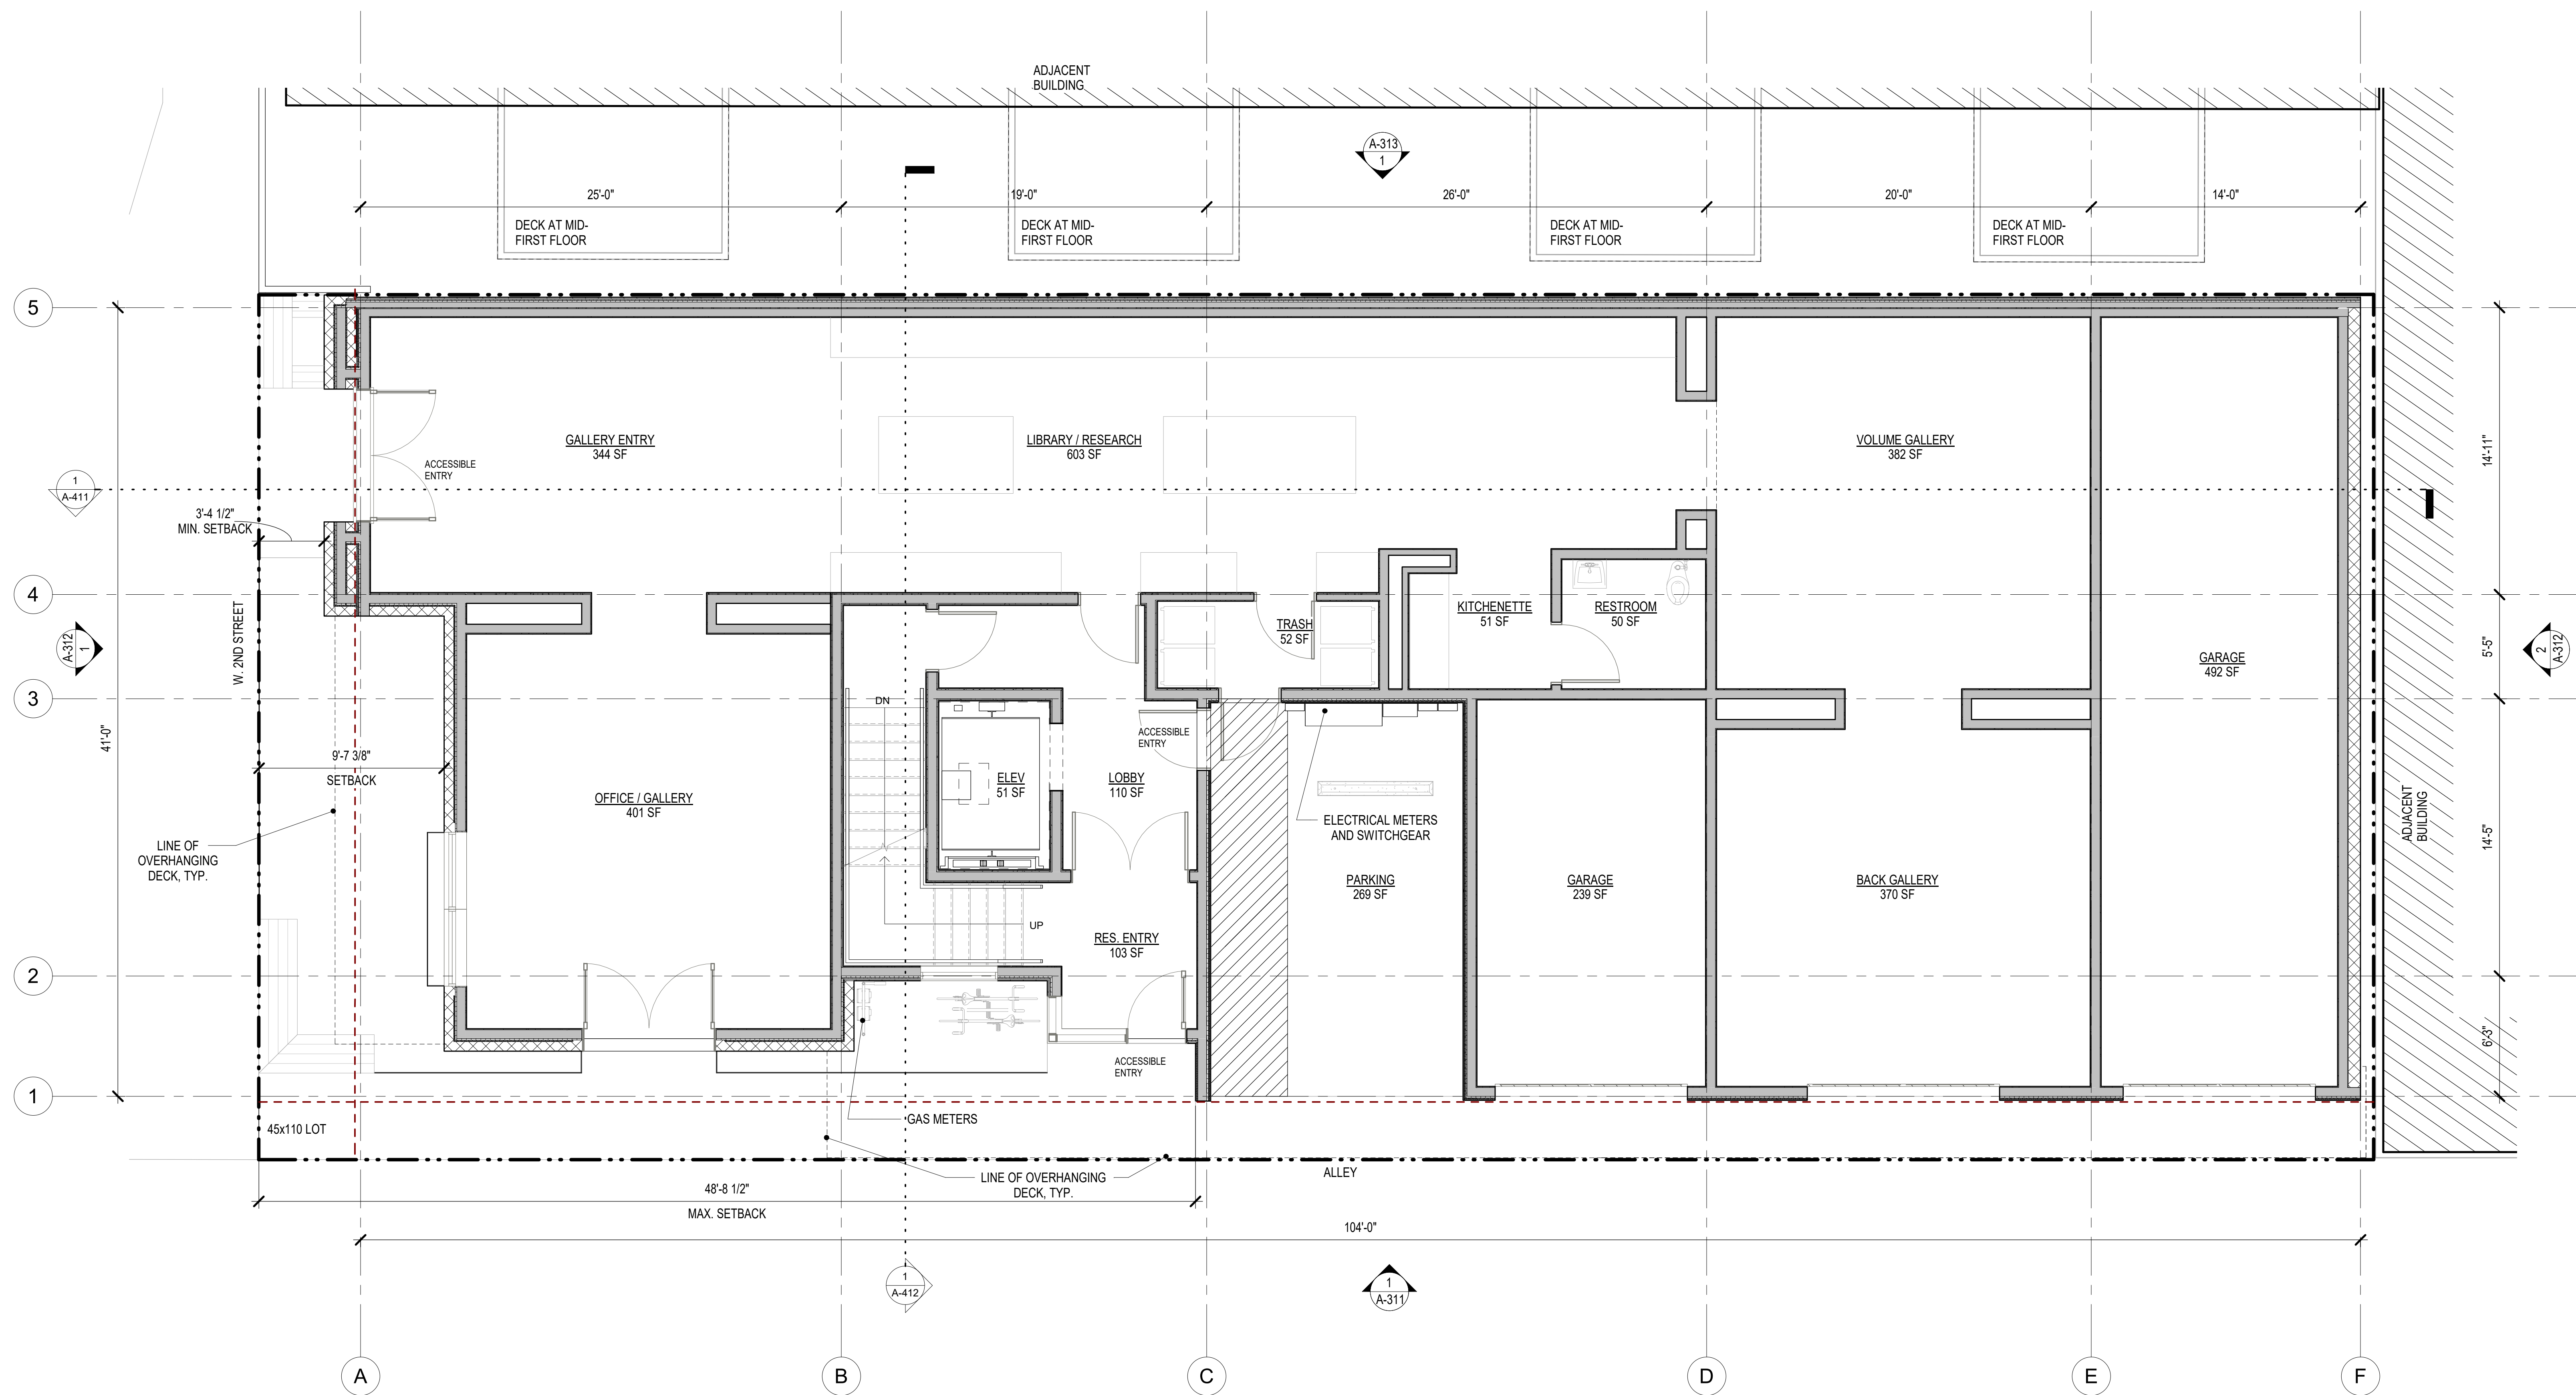 ADJACENT
BUILDING
A-313
1
25'-0"
19'-0"
26'-0"
20'-0"
14'-0"
DECK AT MID-
FIRST FLOOR
DECK AT MID-
FIRST FLOOR
DECK AT MID-
FIRST FLOOR
DECK AT MID-
FIRST FLOOR
5
GALLERY ENTRY
344 SF
LIBRARY / RESEARCH
603 SF
VOLUME GALLERY
382 SF
ACCESSIBLE
ENTRY
14'-11"
1
A-411
3'-4 1/2"
MIN. SETBACK
4
KITCHENETTE
51 SF
RESTROOM
50 SF
TRASH
52 SF
W. 2ND STREET
A-312
1
5'-5"
2
A-312
GARAGE
492 SF
3
DN
41'-0"
ACCESSIBLE
ENTRY
9'-7 3/8"
SETBACK
ELEV
51 SF
LOBBY
110 SF
OFFICE / GALLERY
401 SF
ELECTRICAL METERS
AND SWITCHGEAR
ADJACENT
BUILDING
14'-5"
LINE OF
OVERHANGING
DECK, TYP.
PARKING
269 SF
GARAGE
239 SF
BACK GALLERY
370 SF
UP
RES. ENTRY
103 SF
2
6'-3"
ACCESSIBLE
ENTRY
1
GAS METERS
45x110 LOT
LINE OF OVERHANGING
DECK, TYP.
ALLEY
48'-8 1/2"
MAX. SETBACK
104'-0"
1
A-412
1
A-311
A
B
C
D
E
F